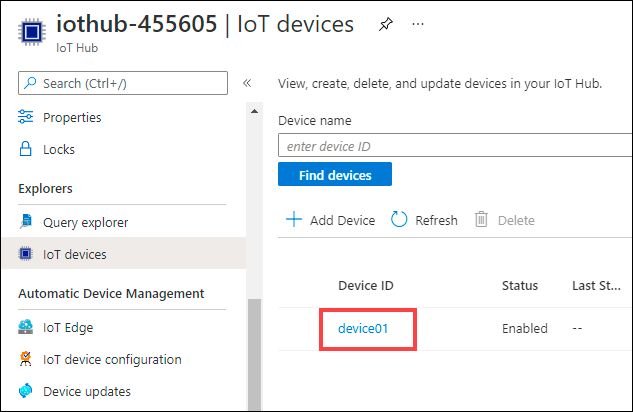 iothub-455605 | IoT devices ...
IoT Hub
Search (Ctrl+/)
«
Properties
Locks
Explorers
Query explorer
IoT devices
Automatic Device Management
IoT Edge
IoT device configuration
Device updates
View, create, delete, and update devices in your IoT Hub.
Device name
enter device ID
Find devices
Add Device Refresh Delete
Device ID Status Last St...
device01 Enabled --